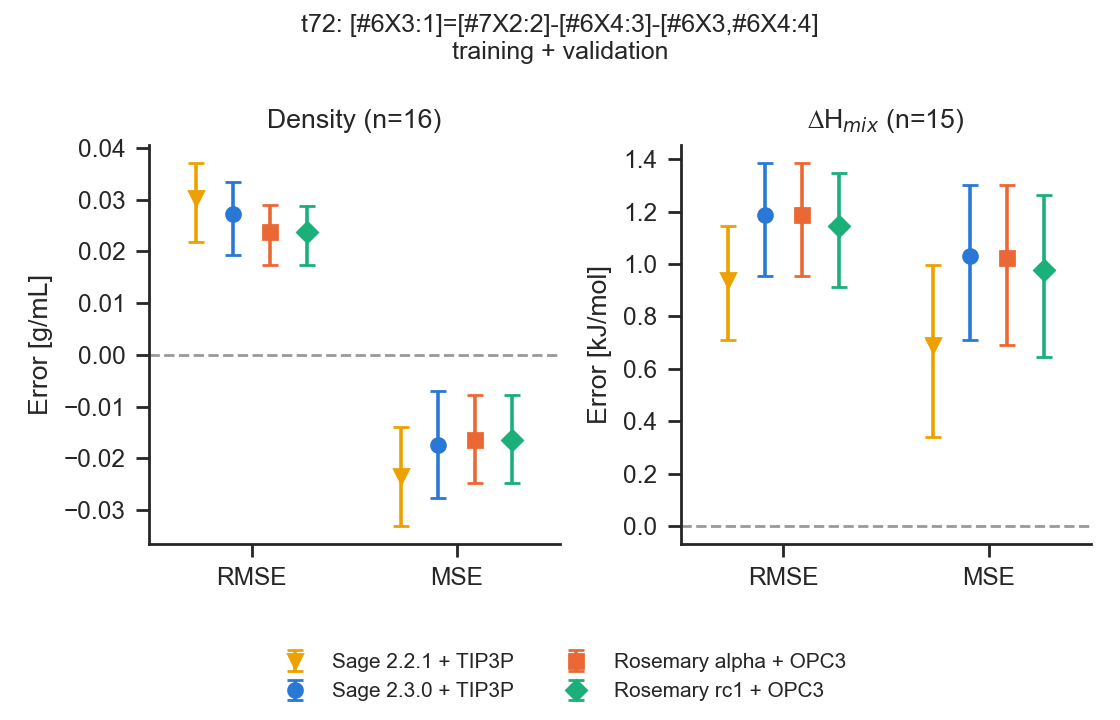 t72: [#6X3:1]=[#7X2:2]-[#6X4:3]-[#6X3,#6X4:4]
training + validation
Density (n=16)
ΔH_mix (n=15)
Error [g/mL]
0.04
0.03
0.02
0.01
0.00
−0.01
−0.02
−0.03
RMSE
MSE
Error [kJ/mol]
1.4
1.2
1.0
0.8
0.6
0.4
0.2
0.0
RMSE
MSE
Sage 2.2.1 + TIP3P
Sage 2.3.0 + TIP3P
Rosemary alpha + OPC3
Rosemary rc1 + OPC3